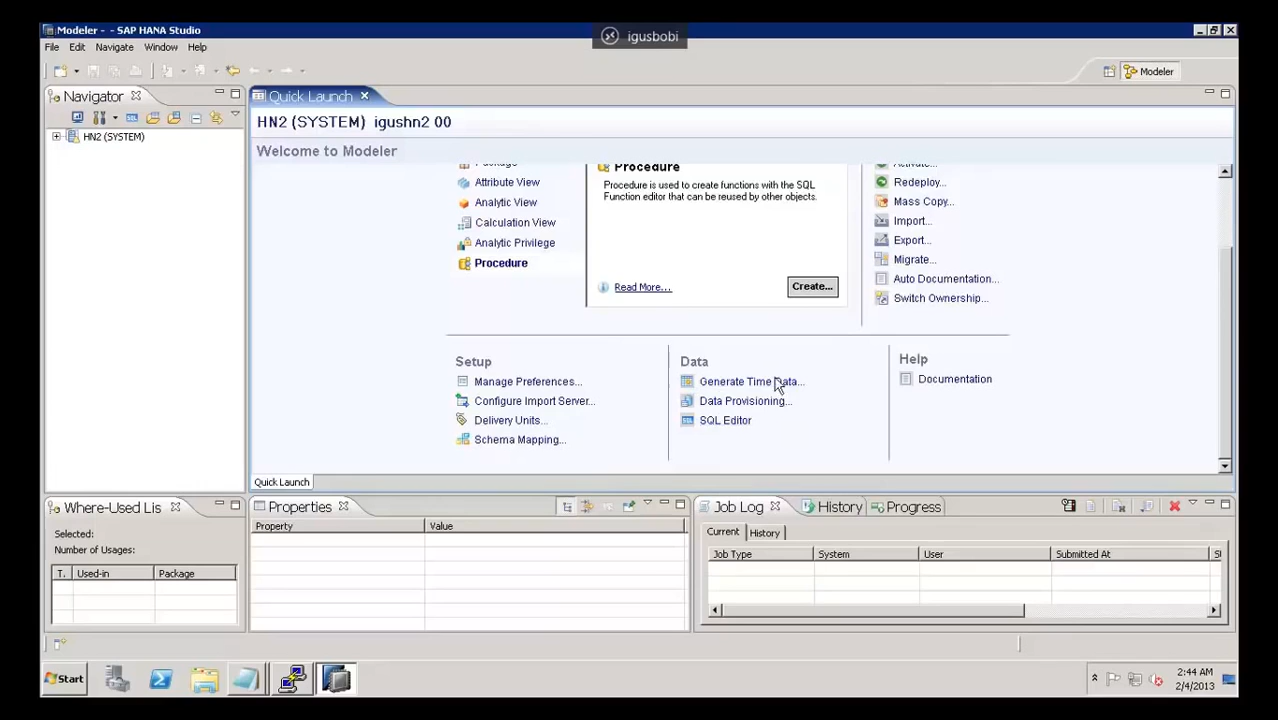 Modeler - - SAP HANA Studio
igusbobi
File Edit Navigate Window Help
Modeler
Navigator
HN2 (SYSTEM)
Quick Launch
HN2 (SYSTEM) igushn2 00
Welcome to Modeler
Package
Attribute View
Analytic View
Calculation View
Analytic Privilege
Procedure
Procedure
Procedure is used to create functions with the SQL
Function editor that can be reused by other objects.
Read More...
Create...
Activate...
Redeploy...
Mass Copy...
Import...
Export...
Migrate...
Auto Documentation...
Switch Ownership...
Setup
Manage Preferences...
Configure Import Server...
Delivery Units...
Schema Mapping...
Data
Generate Time Data...
Data Provisioning...
SQL Editor
Help
Documentation
Quick Launch
Where-Used Lis
Selected:
Number of Usages:
T. Used-in Package
Properties
Property Value
Job Log History Progress
Current History
Job Type System User Submitted At
Start
2:44 AM
2/4/2013